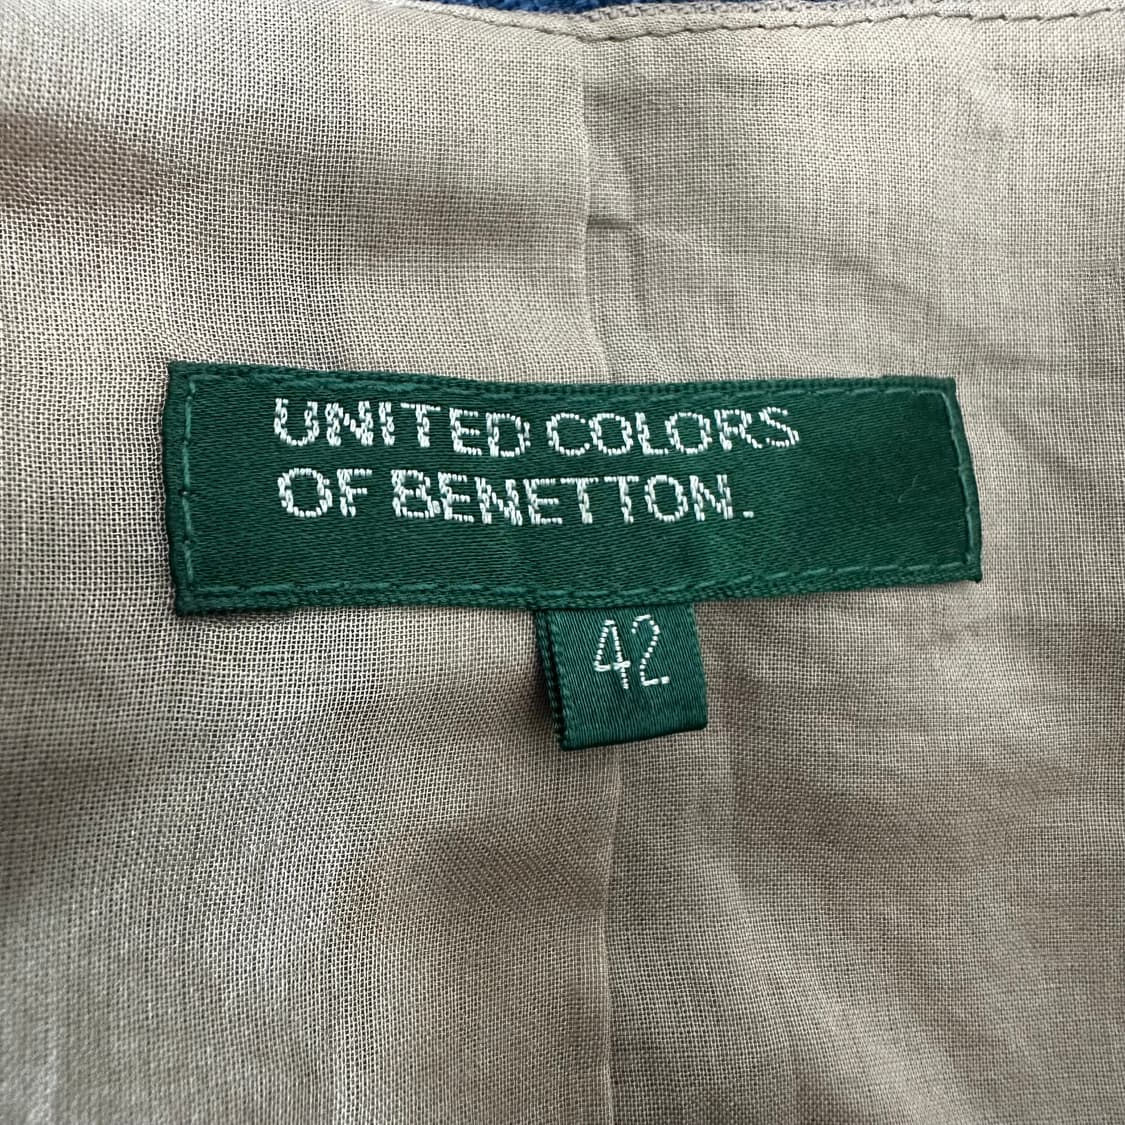 UNITED COLORS
OF BENETTON.
42